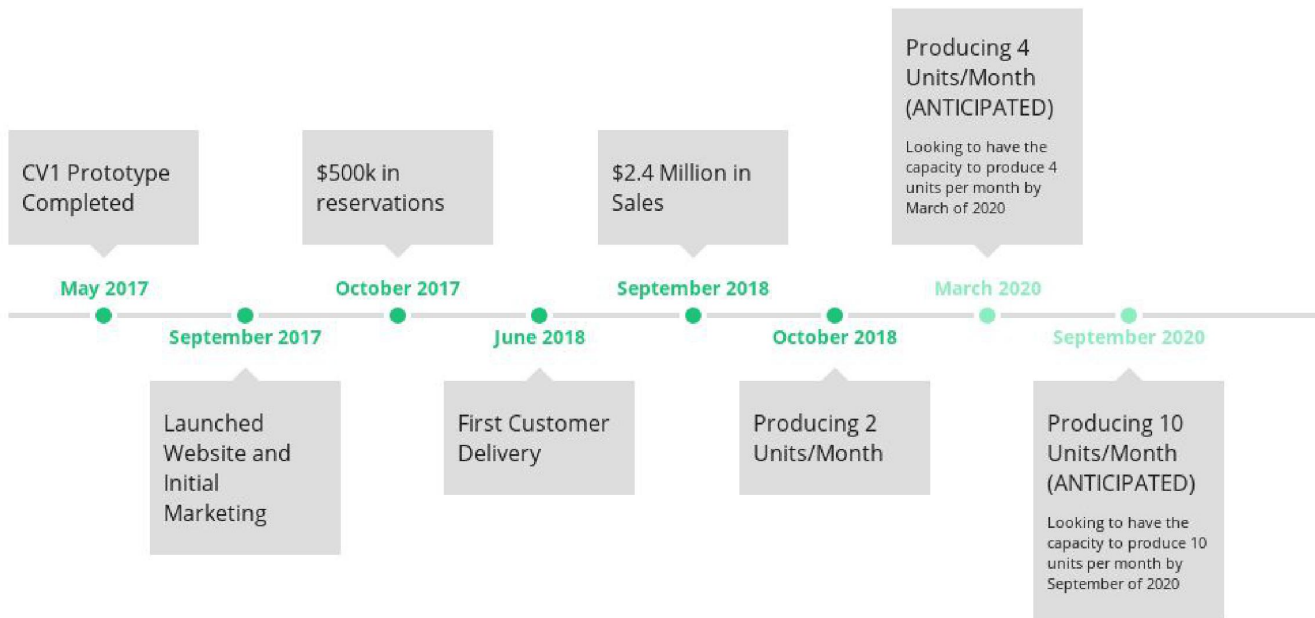 CV1 Prototype
Completed
May 2017
September 2017
Launched
Website and
Initial
Marketing
$500k in
reservations
October 2017
June 2018
First Customer
Delivery
$2.4 Million in
Sales
September 2018
October 2018
Producing 2
Units/Month
Producing 4
Units/Month
(ANTICIPATED)
Looking to have the
capacity to produce 4
units per month by
March of 2020
March 2020
September 2020
Producing 10
Units/Month
(ANTICIPATED)
Looking to have the
capacity to produce 10
units per month by
September of 2020